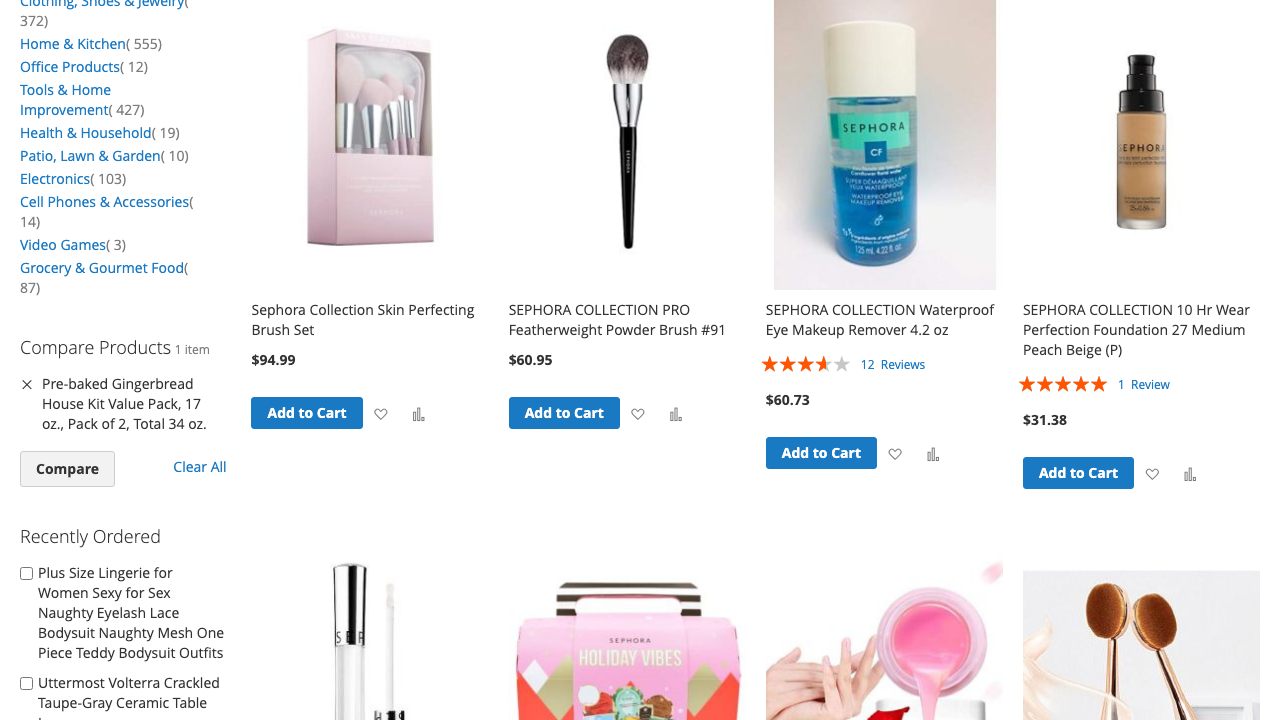 Clothing, Shoes & Jewelry(
372)
Home & Kitchen( 555)
Office Products( 12)
Tools & Home
Improvement( 427)
Health & Household( 19)
Patio, Lawn & Garden( 10)
Electronics( 103)
Cell Phones & Accessories(
14)
Video Games( 3)
Grocery & Gourmet Food(
87)
Compare Products 1 item
Pre-baked Gingerbread
House Kit Value Pack, 17
oz., Pack of 2, Total 34 oz.
Compare
Clear All
Recently Ordered
Plus Size Lingerie for
Women Sexy for Sex
Naughty Eyelash Lace
Bodysuit Naughty Mesh One
Piece Teddy Bodysuit Outfits
Uttermost Volterra Crackled
Taupe-Gray Ceramic Table
SEPHORA
SEPHORA
CF
SUPER DÉMAQUILLANT
YEUX WATERPROOF
WATERPROOF EYE
MAKEUP REMOVER
125 ml. 4.22 fl. oz
SEPHORA
Sephora Collection Skin Perfecting
Brush Set
$94.99
Add to Cart
SEPHORA COLLECTION PRO
Featherweight Powder Brush #91
$60.95
Add to Cart
SEPHORA COLLECTION Waterproof
Eye Makeup Remover 4.2 oz
12 Reviews
$60.73
Add to Cart
SEPHORA COLLECTION 10 Hr Wear
Perfection Foundation 27 Medium
Peach Beige (P)
1 Review
$31.38
Add to Cart
SEP
SEPHORA
HOLIDAY VIBES